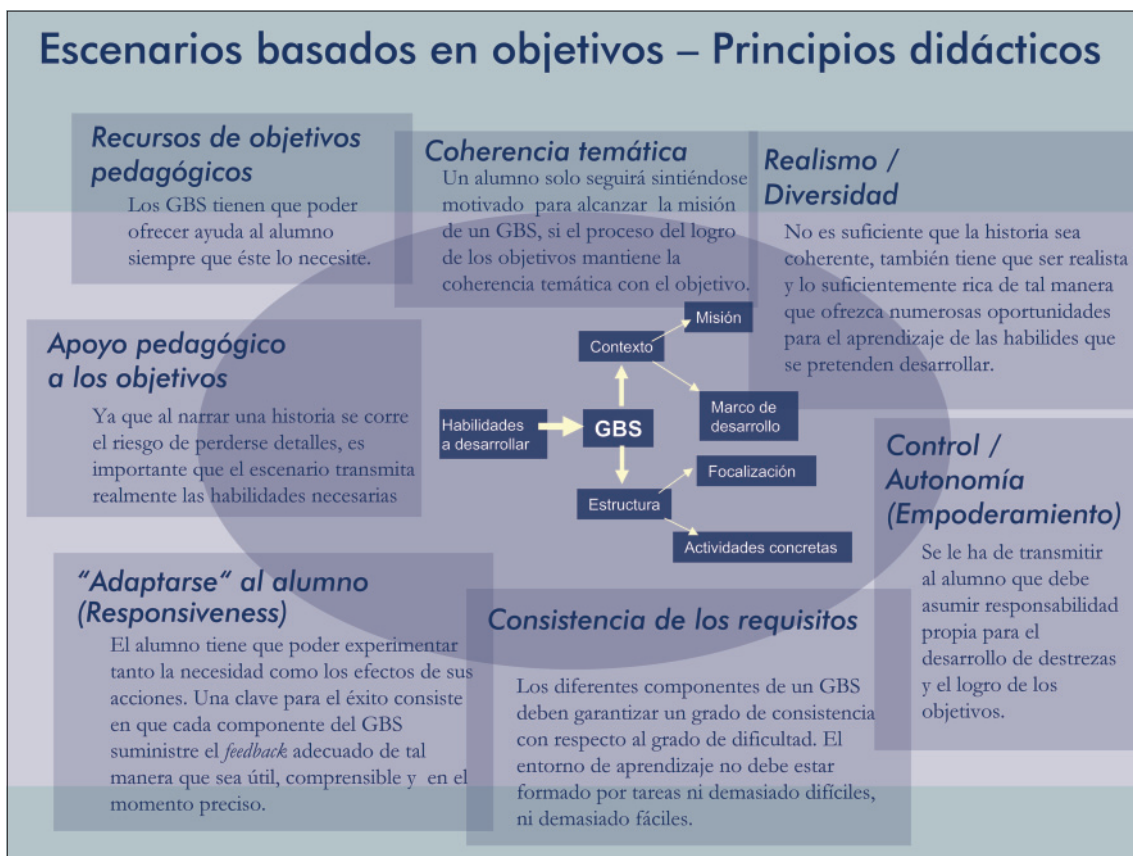 Escenarios basados en objetivos – Principios didácticos
Recursos de objetivos
pedagógicos
Los GBS tienen que poder
ofrecer ayuda al alumno
siempre que éste lo necesite.
Coherencia temática
Un alumno solo seguirá sintiéndose
motivado para alcanzar la misión
de un GBS, si el proceso del logro
de los objetivos mantiene la
coherencia temática con el objetivo.
Realismo /
Diversidad
No es suficiente que la historia sea
coherente, también tiene que ser realista
y lo suficientemente rica de tal manera
que ofrezca numerosas oportunidades
para el aprendizaje de las habilides que
se pretenden desarrollar.
Apoyo pedagógico
a los objetivos
Ya que al narrar una historia se corre
el riesgo de perderse detalles, es
importante que el escenario transmita
realmente las habilidades necesarias
Habilidades
a desarrollar
GBS
Contexto
Misión
Marco de
desarrollo
Estructura
Focalización
Actividades concretas
Control /
Autonomía
(Empoderamiento)
Se le ha de transmitir
al alumno que debe
asumir responsabilidad
propia para el
desarrollo de destrezas
y el logro de los
objetivos.
“Adaptarse“ al alumno
(Responsiveness)
El alumno tiene que poder experimentar
tanto la necesidad como los efectos de sus
acciones. Una clave para el éxito consiste
en que cada componente del GBS
suministre el feedback adecuado de tal
manera que sea útil, comprensible y en el
momento preciso.
Consistencia de los requisitos
Los diferentes componentes de un GBS
deben garantizar un grado de consistencia
con respecto al grado de dificultad. El
entorno de aprendizaje no debe estar
formado por tareas ni demasiado difíciles,
ni demasiado fáciles.